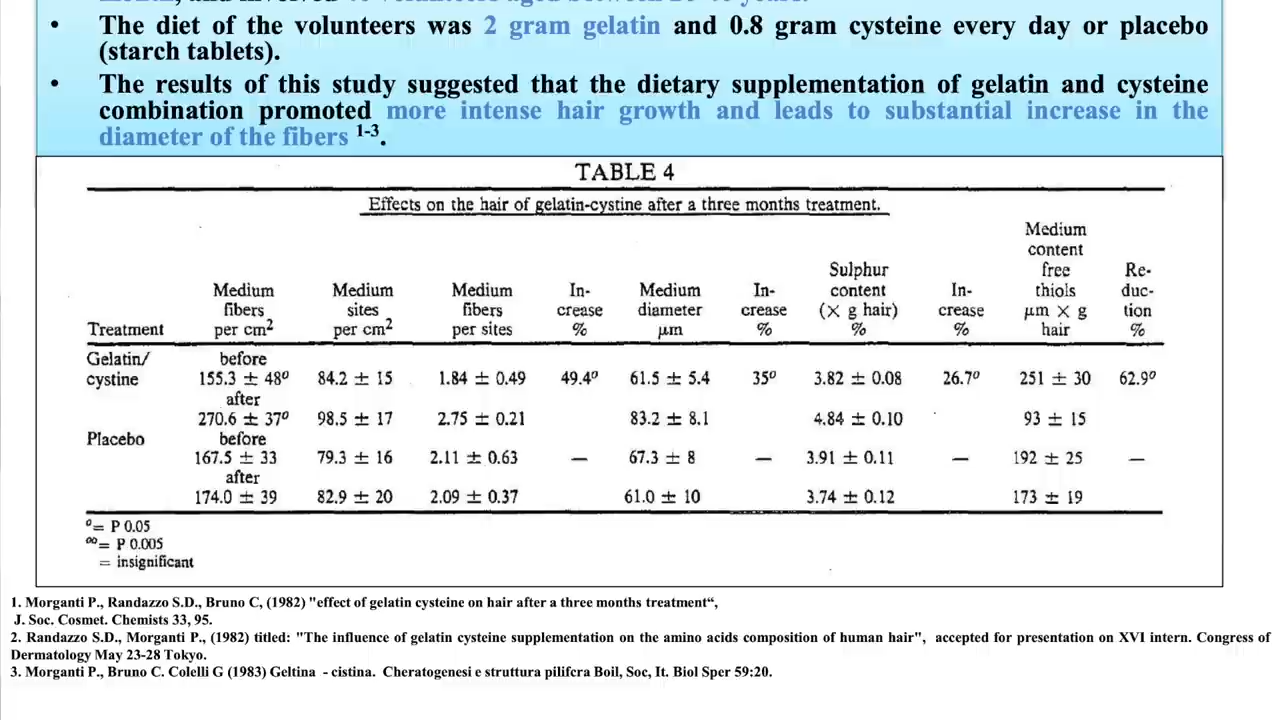 • The diet of the volunteers was 2 gram gelatin and 0.8 gram cysteine every day or placebo
(starch tablets).
• The results of this study suggested that the dietary supplementation of gelatin and cysteine
combination promoted more intense hair growth and leads to substantial increase in the
diameter of the fibers 1-3.
TABLE 4
Effects on the hair of gelatin-cystine after a three months treatment.
Treatment | Medium fibers per cm2 | Medium sites per cm2 | Medium fibers per sites | In-crease % | Medium diameter μm | In-crease % | Sulphur content (× g hair) % | In-crease % | Medium content free thiols μm × g hair | Re-duc-tion %
Gelatin/ before
cystine 155.3 ± 48° 84.2 ± 15 1.84 ± 0.49 49.4° 61.5 ± 5.4 35° 3.82 ± 0.08 26.7° 251 ± 30 62.9°
after
270.6 ± 37° 98.5 ± 17 2.75 ± 0.21 83.2 ± 8.1 4.84 ± 0.10 93 ± 15
Placebo before
167.5 ± 33 79.3 ± 16 2.11 ± 0.63 — 67.3 ± 8 — 3.91 ± 0.11 — 192 ± 25 —
after
174.0 ± 39 82.9 ± 20 2.09 ± 0.37 61.0 ± 10 3.74 ± 0.12 173 ± 19
°= P 0.05
°°= P 0.005
= insignificant
1. Morganti P., Randazzo S.D., Bruno C, (1982) "effect of gelatin cysteine on hair after a three months treatment“,
J. Soc. Cosmet. Chemists 33, 95.
2. Randazzo S.D., Morganti P., (1982) titled: "The influence of gelatin cysteine supplementation on the amino acids composition of human hair", accepted for presentation on XVI intern. Congress of
Dermatology May 23-28 Tokyo.
3. Morganti P., Bruno C. Colelli G (1983) Geltina - cistina. Cheratogenesi e struttura pilifcra Boil, Soc, It. Biol Sper 59:20.